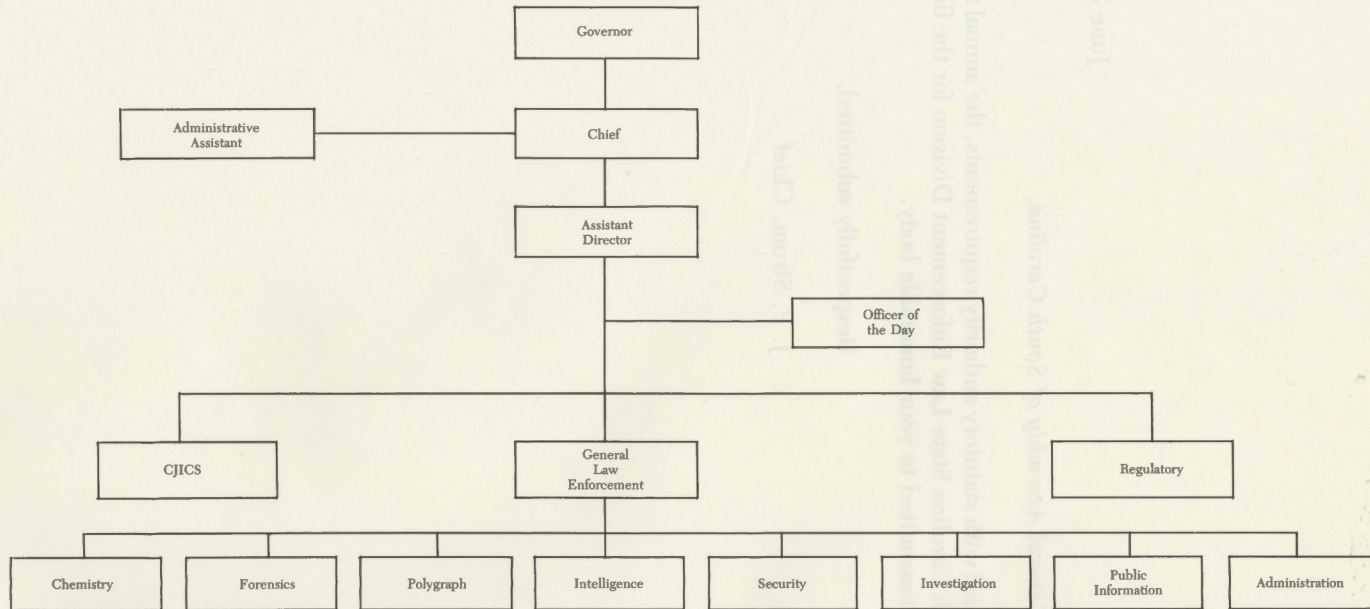 Governor
Administrative
Assistant
Chief
Assistant
Director
Officer of
the Day
CJICS
General
Law
Enforcement
Regulatory
Chemistry
Forensics
Polygraph
Intelligence
Security
Investigation
Public
Information
Administration